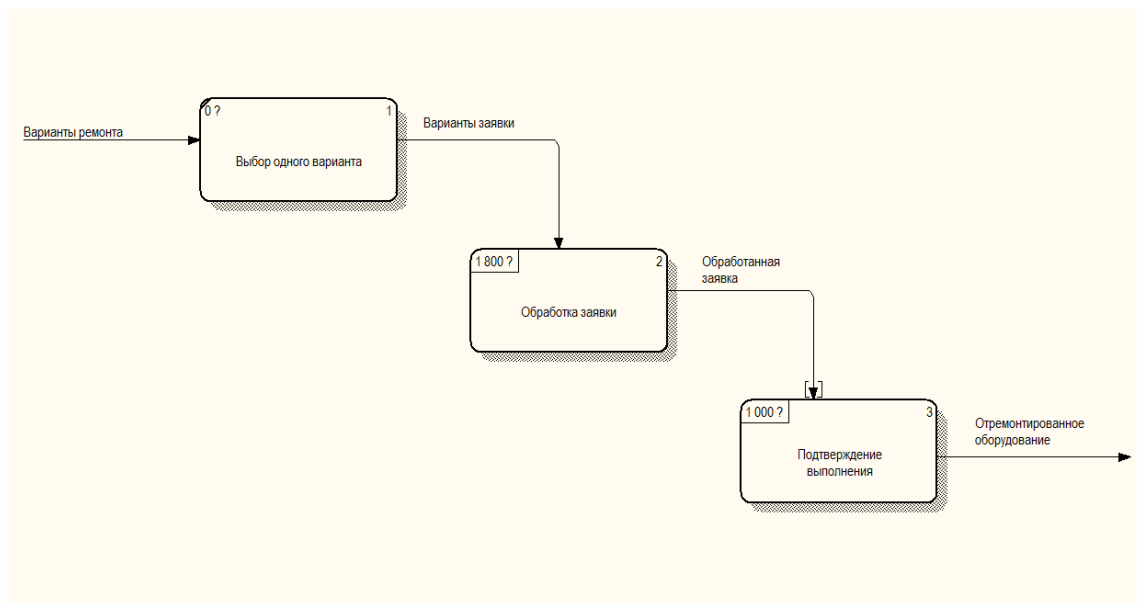 0 ?
1
Варианты ремонта
Выбор одного варианта
Варианты заявки
1 800 ?
2
Обработка заявки
Обработанная
заявка
1 000 ?
3
Подтверждение
выполнения
Отремонтированное
оборудование